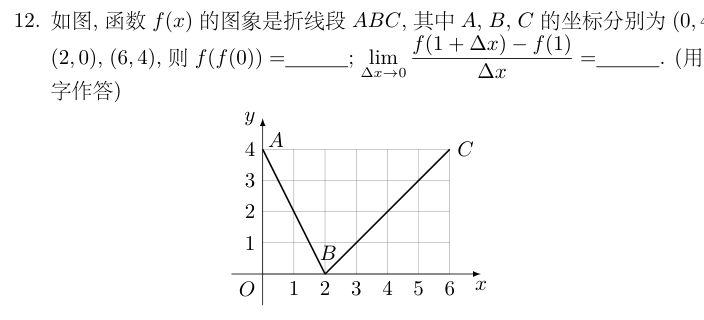 12. 如图, 函数 f(x) 的图象是折线段 ABC, 其中 A, B, C 的坐标分别为 (0,
(2,0), (6,4), 则 f(f(0)) =______; lim_{Δx→0} \frac{f(1+Δx)−f(1)}{Δx} =______. (用
字作答)
y
4 A C
3
2
1 B
O 1 2 3 4 5 6 x